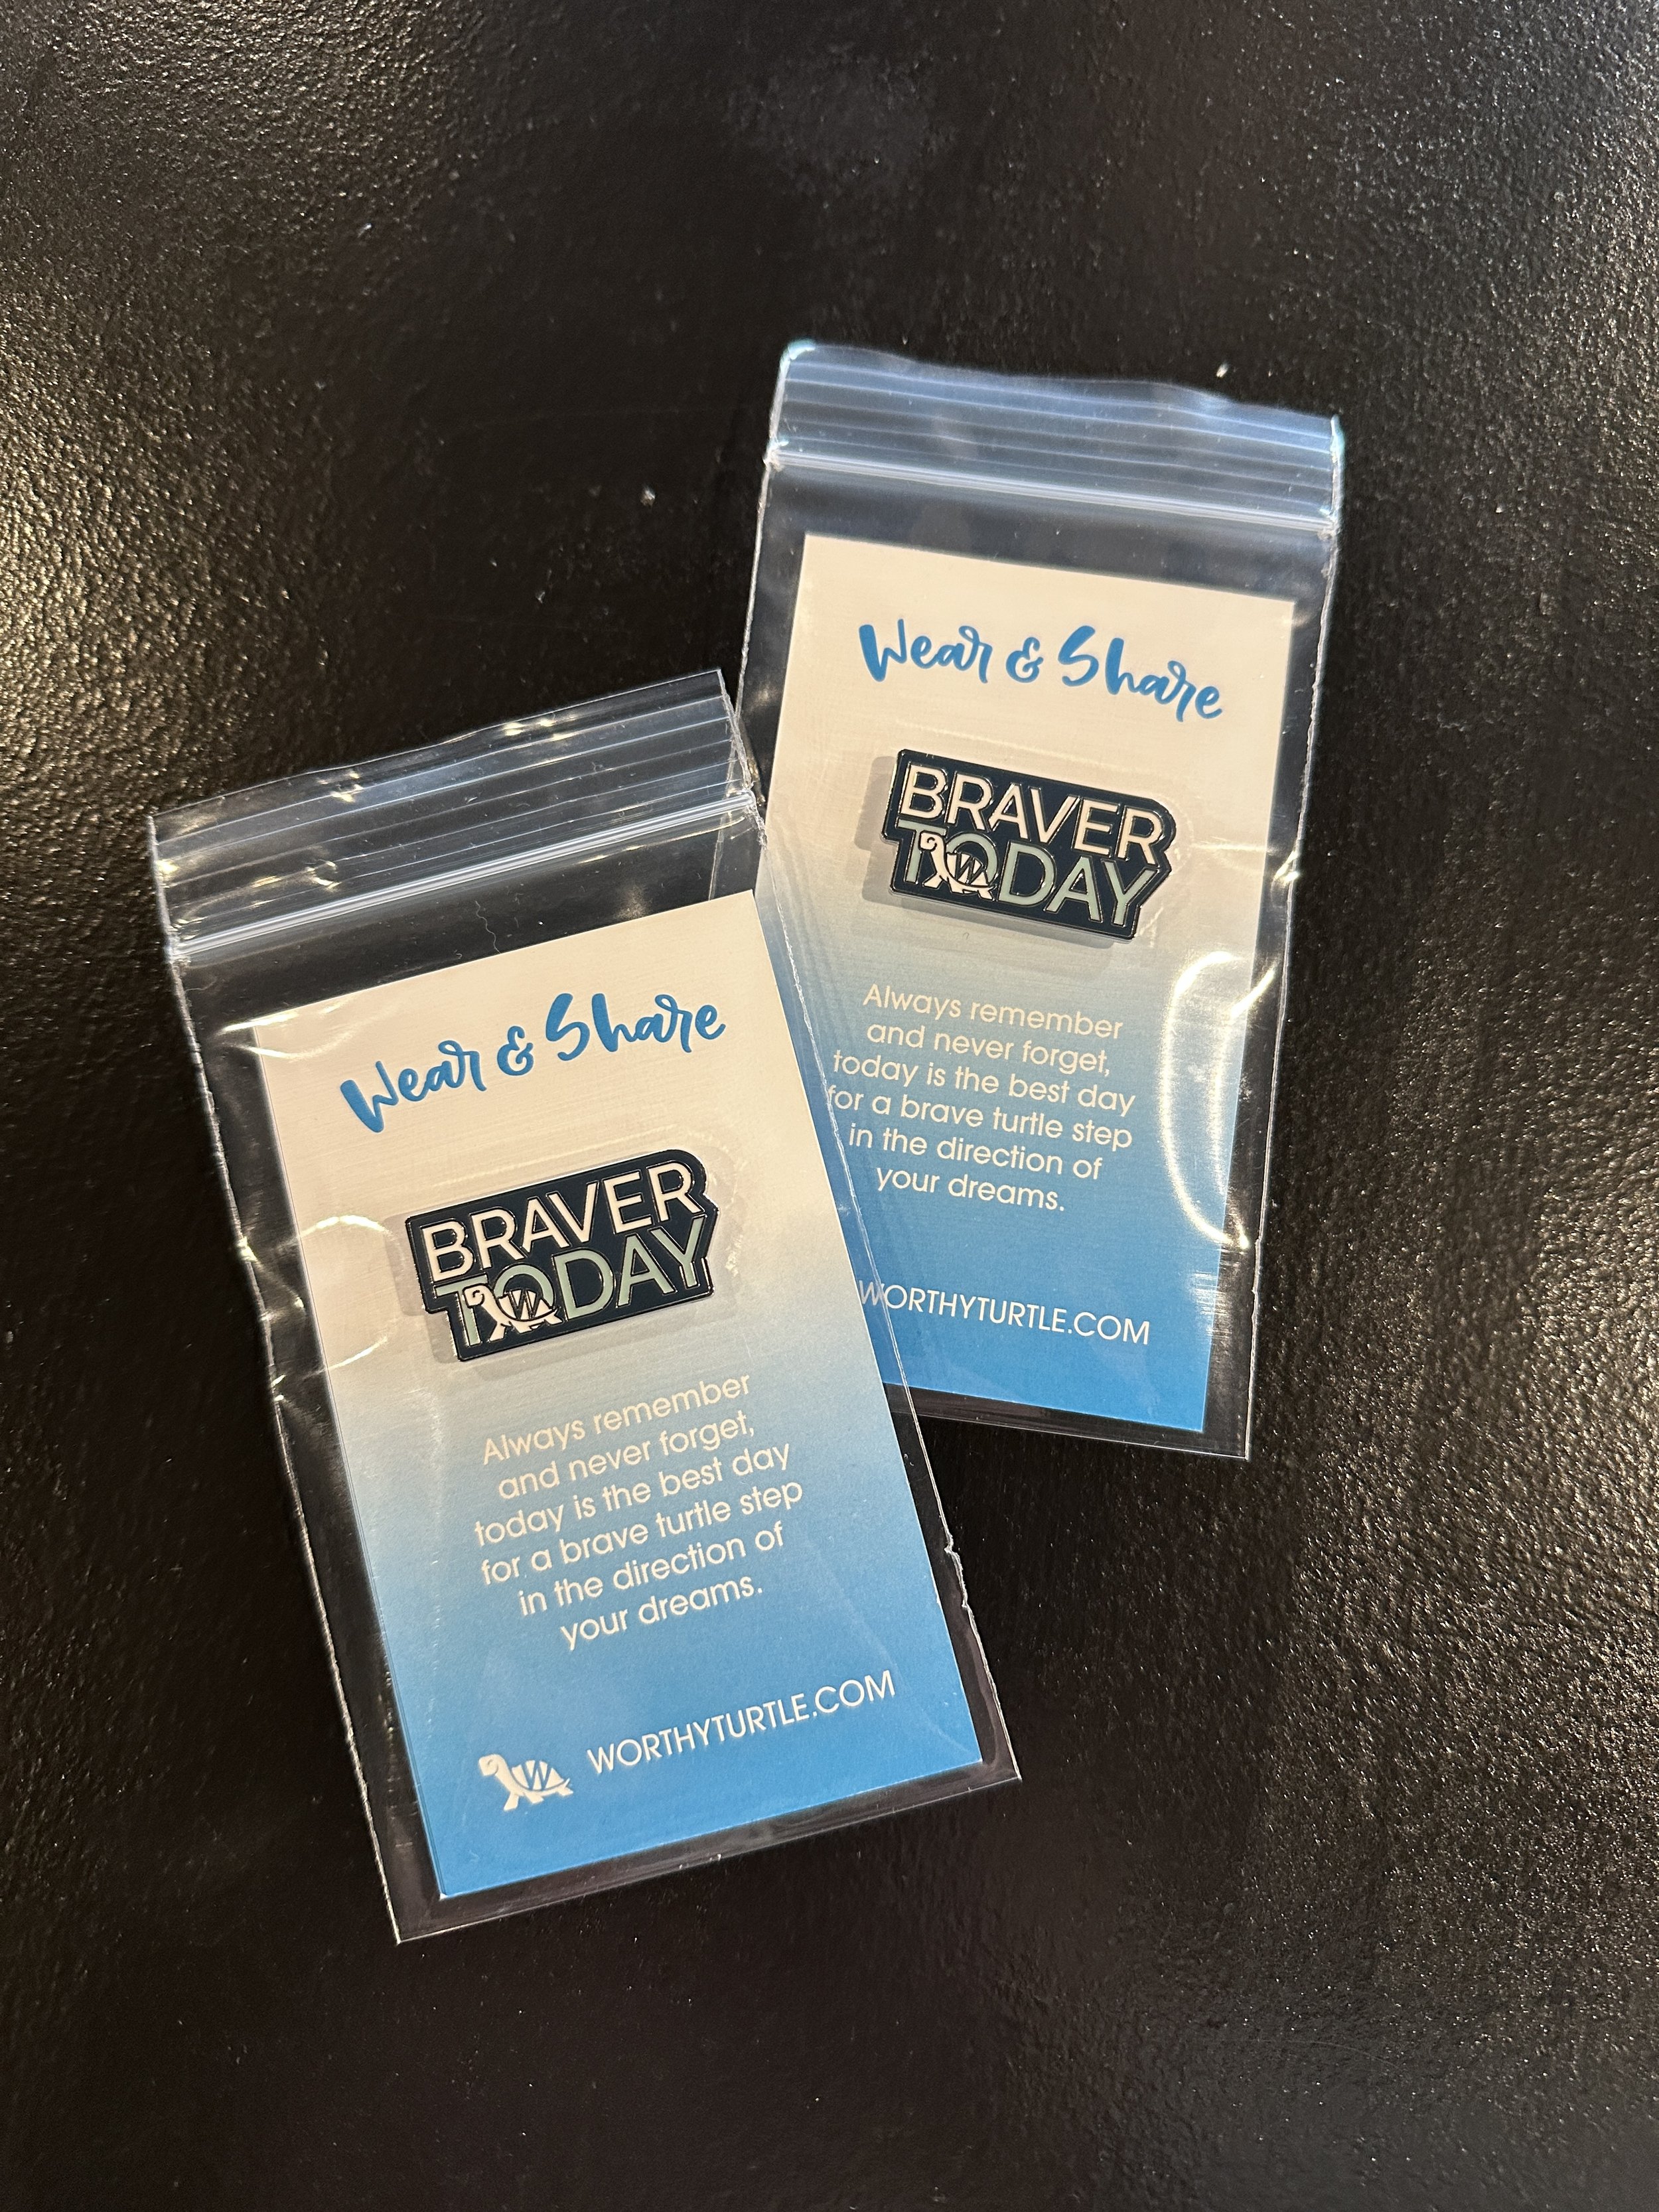 Wear & Share
BRAVER
TODAY
Always remember
and never forget,
today is the best day
for a brave turtle step
in the direction of
your dreams.
W WORTHYTURTLE.COM
Wear & Share
BRAVER
TODAY
Always remember
and never forget,
today is the best day
for a brave turtle step
in the direction of
your dreams.
WORTHYTURTLE.COM